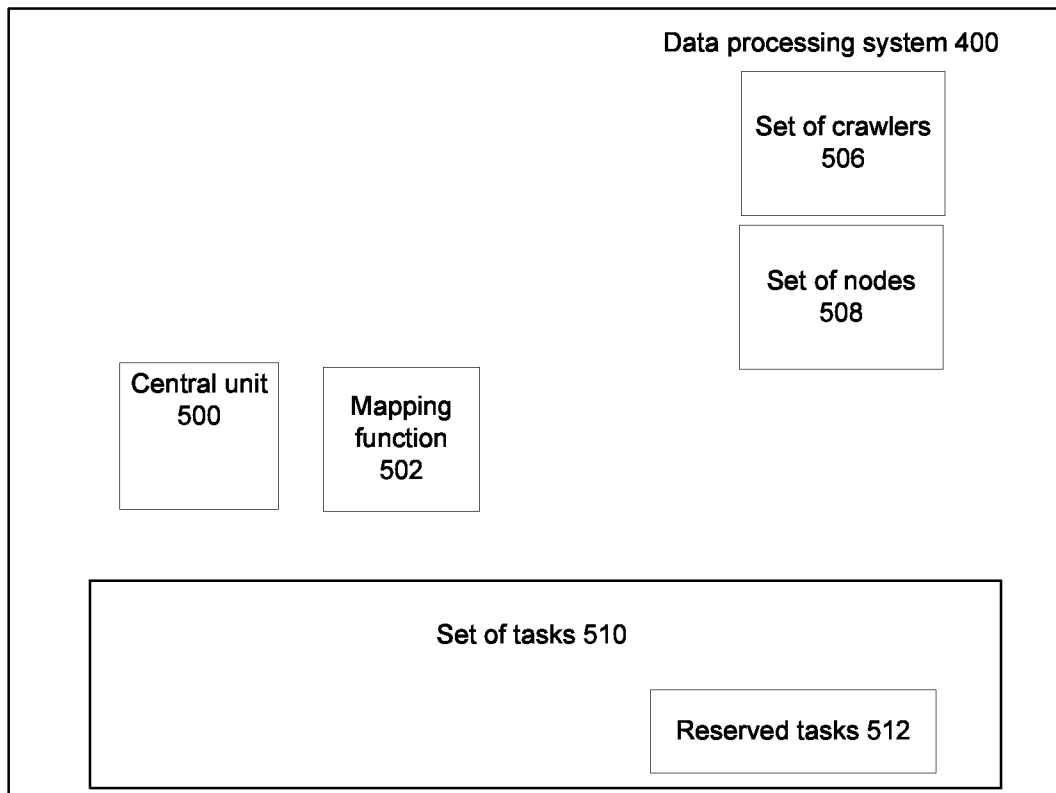 Data processing system 400
Set of crawlers
506
Set of nodes
508
Central unit
500
Mapping
function
502
Set of tasks 510
Reserved tasks 512